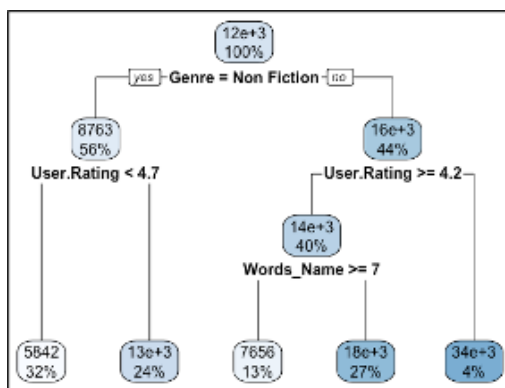 12e+3
100%
yes Genre = Non Fiction no
8763
56%
16e+3
44%
User.Rating < 4.7
User.Rating >= 4.2
14e+3
40%
Words_Name >= 7
5842
32%
13e+3
24%
7656
13%
18e+3
27%
34e+3
4%